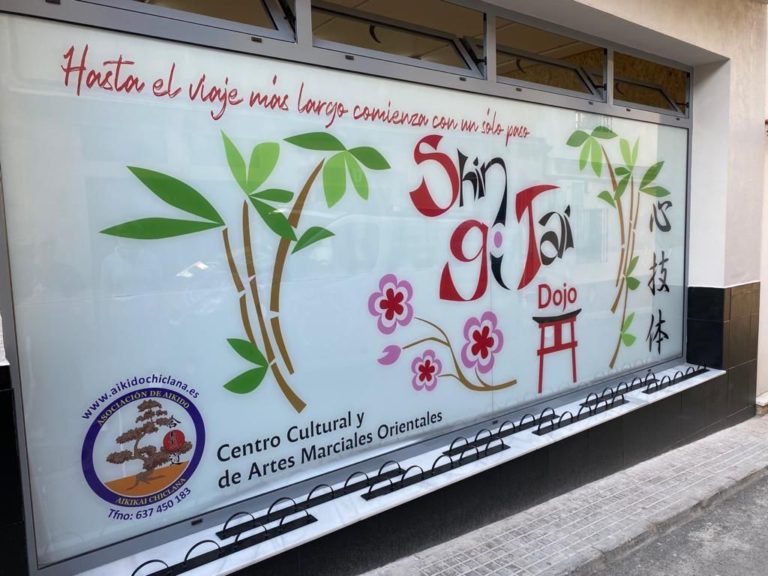 Hasta el viaje más largo comienza con un sólo paso
Shin
gi Tai
Dojo
心
技
体
www.aikidochiclana.es
ASOCIACIÓN DE AIKIDO
AIKIKAI CHICLANA
Tfno: 637 450 183
Centro Cultural y
de Artes Marciales Orientales